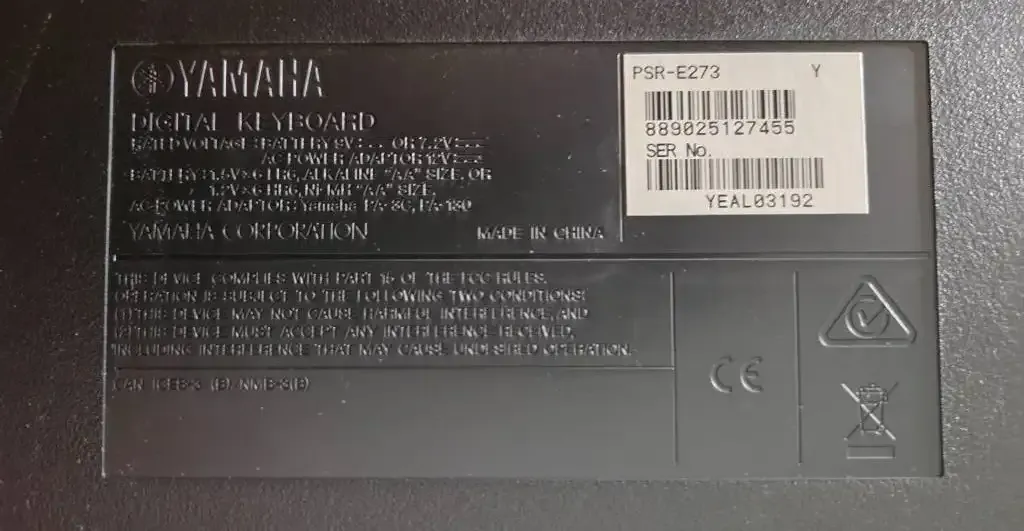 YAMAHA
DIGITAL KEYBOARD
RATED VOLTAGE : BATTERY 9V OR 7.2V
AC POWER ADAPTOR 12V
BATTERY : 1.5V×6 LR6, ALKALINE "AA" SIZE, OR
1.2V×6 HR6, Ni-MH "AA" SIZE,
AC POWER ADAPTOR: Yamaha PA-3C, PA-130
YAMAHA CORPORATION
MADE IN CHINA
PSR-E273 Y
889025127455
SER No.
YEAL03192
THIS DEVICE COMPLIES WITH PART 15 OF THE FCC RULES.
OPERATION IS SUBJECT TO THE FOLLOWING TWO CONDITIONS:
(1) THIS DEVICE MAY NOT CAUSE HARMFUL INTERFERENCE, AND
(2) THIS DEVICE MUST ACCEPT ANY INTERFERENCE RECEIVED,
INCLUDING INTERFERENCE THAT MAY CAUSE UNDESIRED OPERATION.
CAN ICES-3 (B)/NMB-3(B)
CE